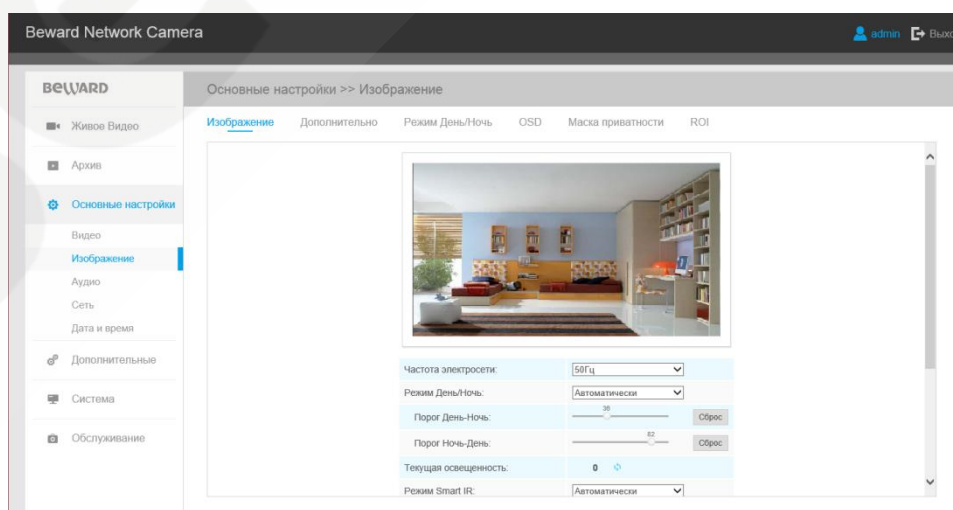 Beward Network Camera
admin Выхо
BEWARD
Основные настройки >> Изображение
Живое Видео
Архив
Основные настройки
Видео
Изображение
Аудио
Сеть
Дата и время
Дополнительные
Система
Обслуживание
Изображение Дополнительно Режим День/Ночь OSD Маска приватности ROI
Частота электросети: 50Гц
Режим День/Ночь: Автоматически
Порог День-Ночь: 36 Сброс
Порог Ночь-День: 82 Сброс
Текущая освещенность: 0
Режим Smart IR: Автоматически